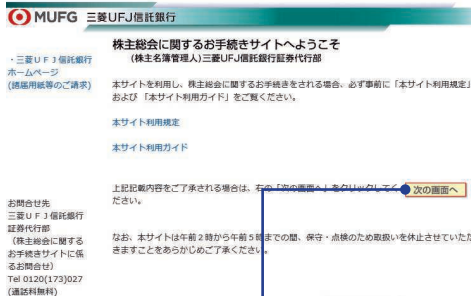 MUFG 三菱UFJ信託銀行
・三菱UFJ信託銀行
ホームページ
(諸届用紙等のご請求)
株主総会に関するお手続きサイトへようこそ
(株主名簿管理人)三菱UFJ信託銀行証券代行部
本サイトを利用し、株主総会に関するお手続きをされる場合、必ず事前に「本サイト利用規定」
および 「本サイト利用ガイド」をご覧ください。
本サイト利用規定
本サイト利用ガイド
上記記載内容をご了承される場合は、右の「次の画面へ」をクリックしてく
ださい。
次の画面へ
なお、本サイトは午前2時から午前5時までの間、保守・点検のため取扱いを休止させていただ
きますことをあらかじめご了承ください。
お問合せ先
三菱UFJ信託銀行
証券代行部
(株主総会に関する
お手続きサイトに係
るお問合せ)
Tel 0120(173)027
(通話料無料)